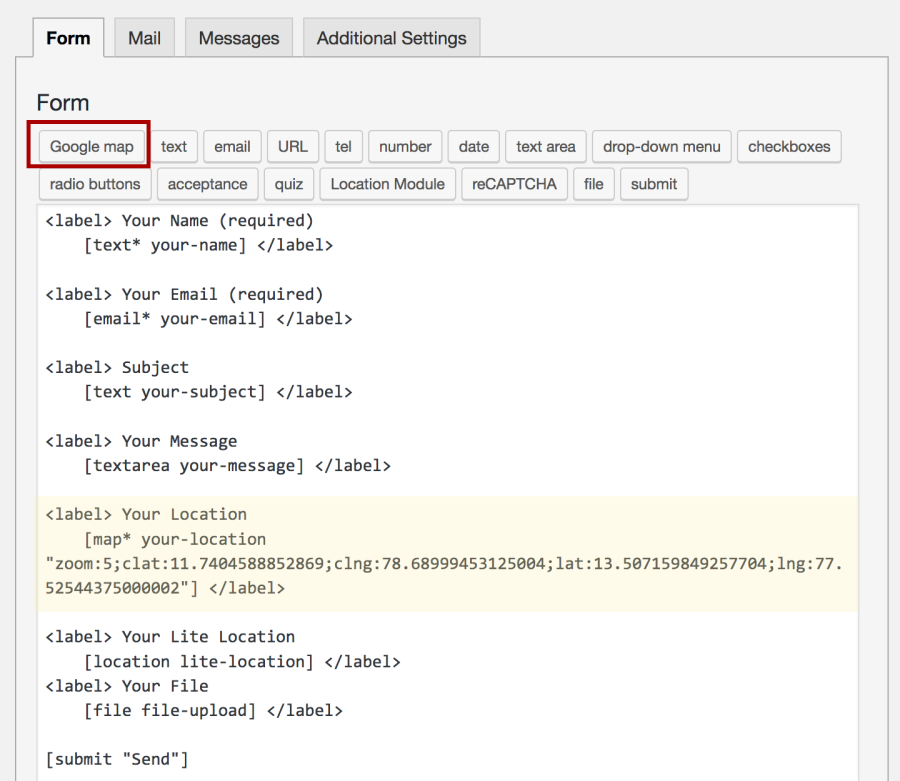 Form Mail Messages Additional Settings
Form
Google map text email URL tel number date text area drop-down menu checkboxes
radio buttons acceptance quiz Location Module reCAPTCHA file submit
<label> Your Name (required)
[text* your-name] </label>
<label> Your Email (required)
[email* your-email] </label>
<label> Subject
[text your-subject] </label>
<label> Your Message
[textarea your-message] </label>
<label> Your Location
[map* your-location
"zoom:5;clat:11.7404588852869;clng:78.68999453125004;lat:13.507159849257704;lng:77.
52544375000002"] </label>
<label> Your Lite Location
[location lite-location] </label>
<label> Your File
[file file-upload] </label>
[submit "Send"]